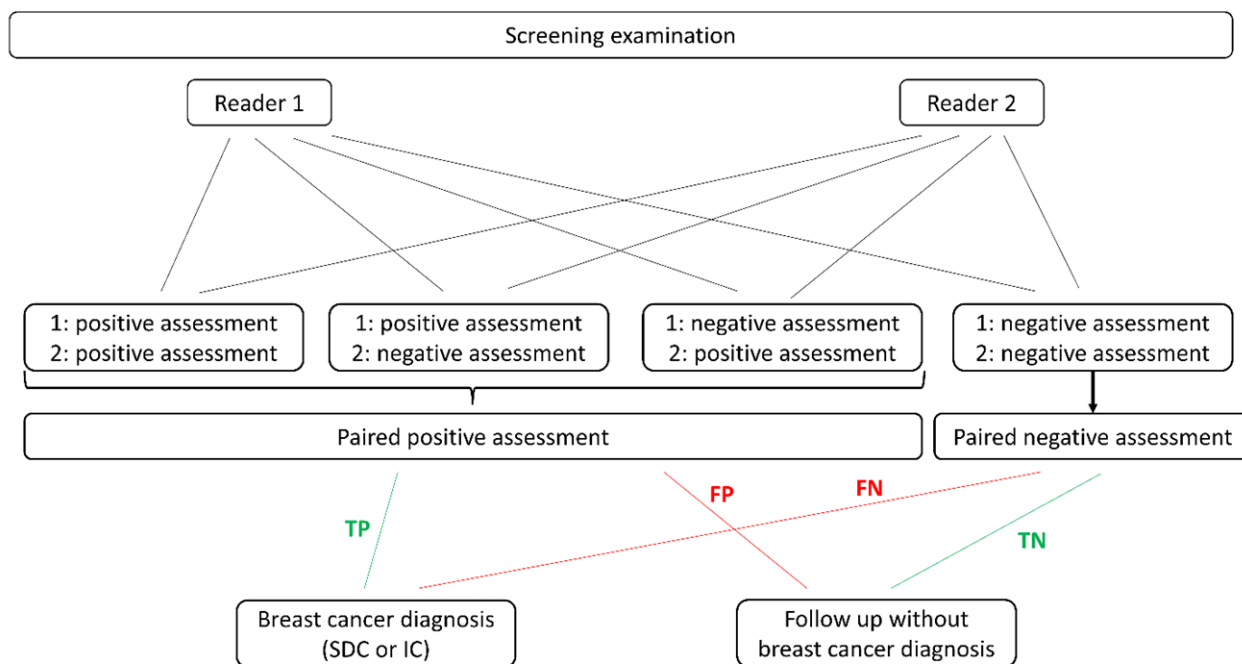 Screening examination
Reader 1
Reader 2
1: positive assessment
2: positive assessment
1: positive assessment
2: negative assessment
1: negative assessment
2: positive assessment
1: negative assessment
2: negative assessment
Paired positive assessment
Paired negative assessment
TP
FP
FN
TN
Breast cancer diagnosis
(SDC or IC)
Follow up without
breast cancer diagnosis